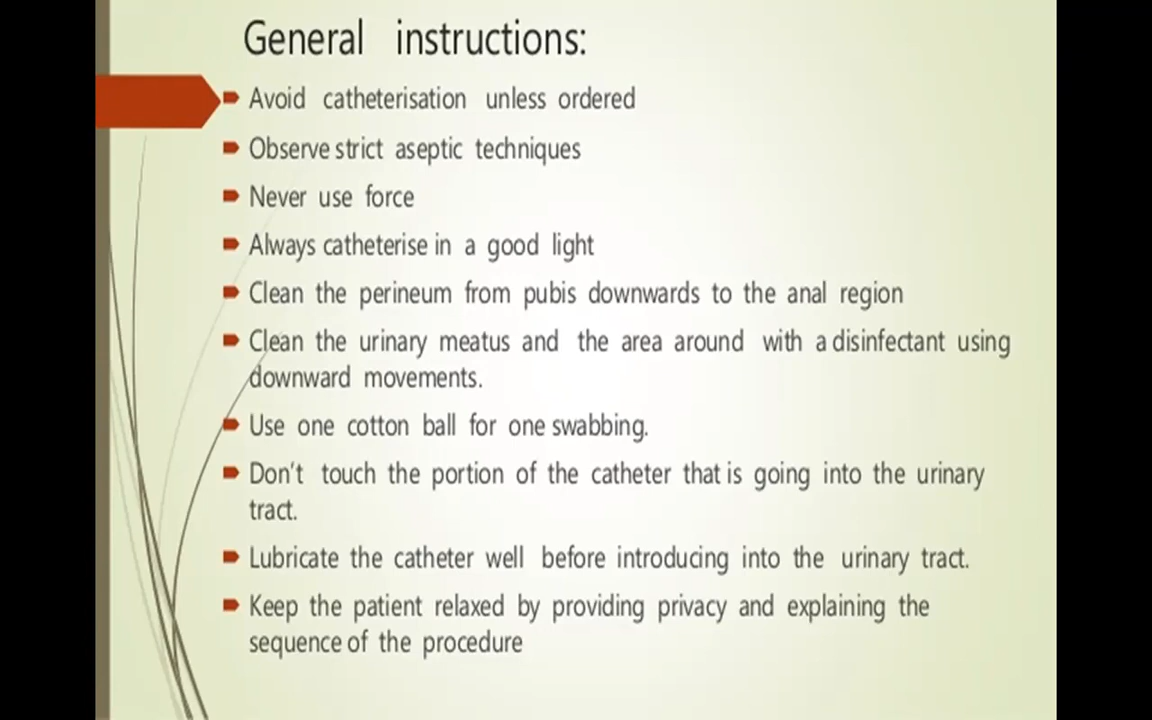 General instructions:
Avoid catheterisation unless ordered
Observe strict aseptic techniques
Never use force
Always catheterise in a good light
Clean the perineum from pubis downwards to the anal region
Clean the urinary meatus and the area around with a disinfectant using
downward movements.
Use one cotton ball for one swabbing.
Don't touch the portion of the catheter that is going into the urinary
tract.
Lubricate the catheter well before introducing into the urinary tract.
Keep the patient relaxed by providing privacy and explaining the
sequence of the procedure